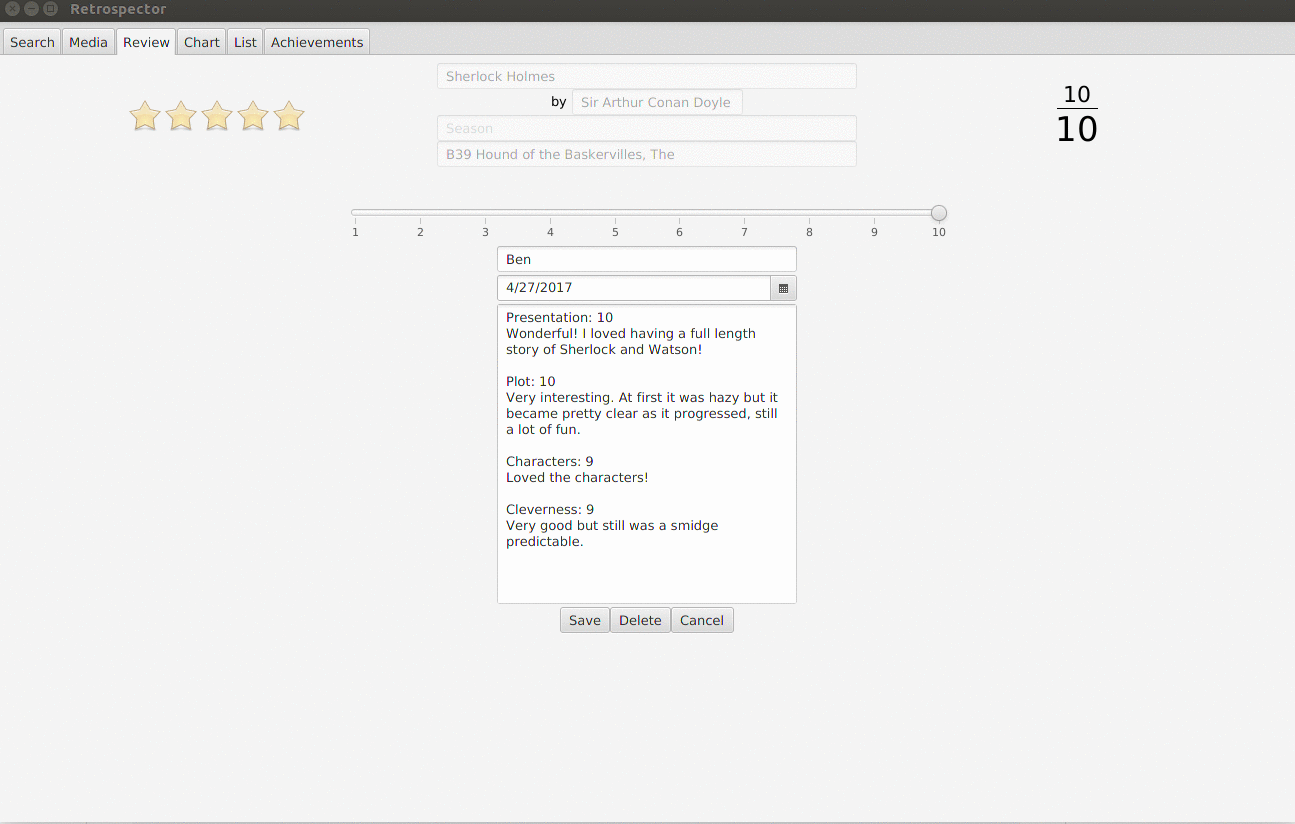 Retrospector
Search Media Review Chart List Achievements
Sherlock Holmes
by Sir Arthur Conan Doyle
Season
B39 Hound of the Baskervilles, The
10
10
1 2 3 4 5 6 7 8 9 10
Ben
4/27/2017
Presentation: 10
Wonderful! I loved having a full length
story of Sherlock and Watson!
Plot: 10
Very interesting. At first it was hazy but it
became pretty clear as it progressed, still
a lot of fun.
Characters: 9
Loved the characters!
Cleverness: 9
Very good but still was a smidge
predictable.
Save Delete Cancel